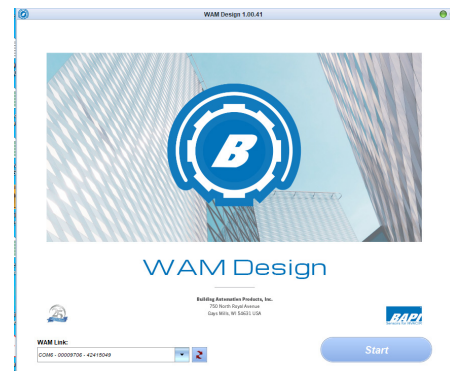 WAM Design 1.00.41
B
WAM Design
Building Automation Products, Inc.
750 North Royal Avenue
Gays Mills, WI 54631 USA
25
BAPI
WAM Link:
COM6 - 00009706 - 42415049
Start